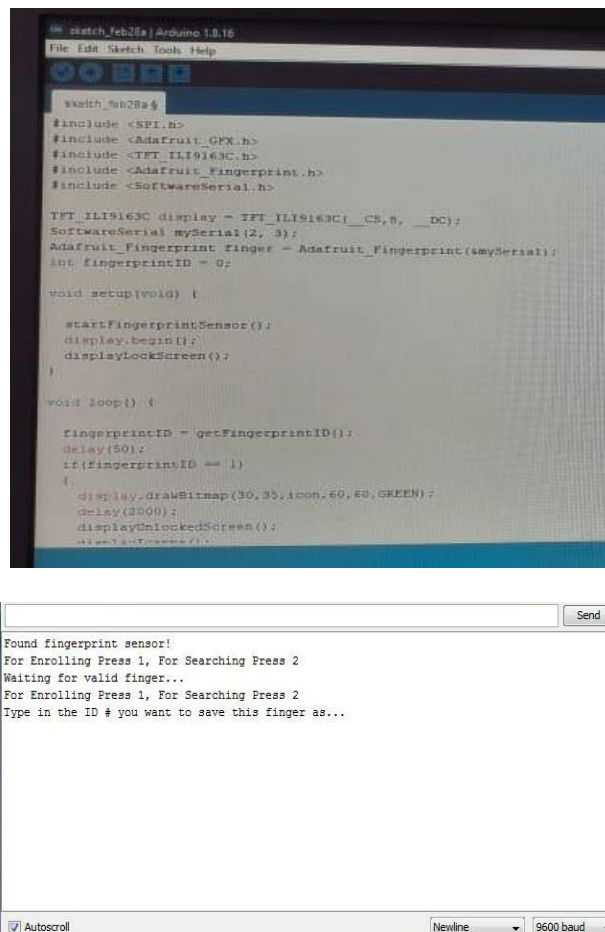 sketch_feb28a | Arduino 1.8.16
File Edit Sketch Tools Help
sketch_feb28a §
#include <SPI.h>
#include <Adafruit_GFX.h>
#include <TFT_ILI9163C.h>
#include <Adafruit_Fingerprint.h>
#include <SoftwareSerial.h>
TFT_ILI9163C display = TFT_ILI9163C(__CS,8, __DC);
SoftwareSerial mySerial(2, 3);
Adafruit_Fingerprint finger = Adafruit_Fingerprint(&mySerial);
int fingerprintID = 0;
void setup(void) {
startFingerprintSensor();
display.begin();
displayLockScreen();
}
void loop() {
fingerprintID = getFingerprintID();
delay(50);
if(fingerprintID == 1)
{
display.drawBitmap(30,35,icon,60,60,GREEN);
delay(2000);
displayUnlockedScreen();
Send
Found fingerprint sensor!
For Enrolling Press 1, For Searching Press 2
Waiting for valid finger...
For Enrolling Press 1, For Searching Press 2
Type in the ID # you want to save this finger as...
Autoscroll
Newline
9600 baud